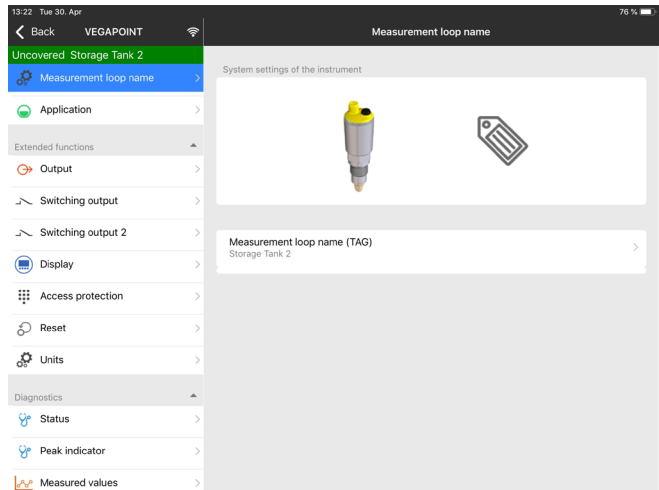 13:22 Tue 30. Apr
76 %
Back VEGAPOINT
Measurement loop name
Uncovered Storage Tank 2
Measurement loop name
Application
Extended functions
Output
Switching output
Switching output 2
Display
Access protection
Reset
Units
Diagnostics
Status
Peak indicator
Measured values
System settings of the instrument
Measurement loop name (TAG)
Storage Tank 2